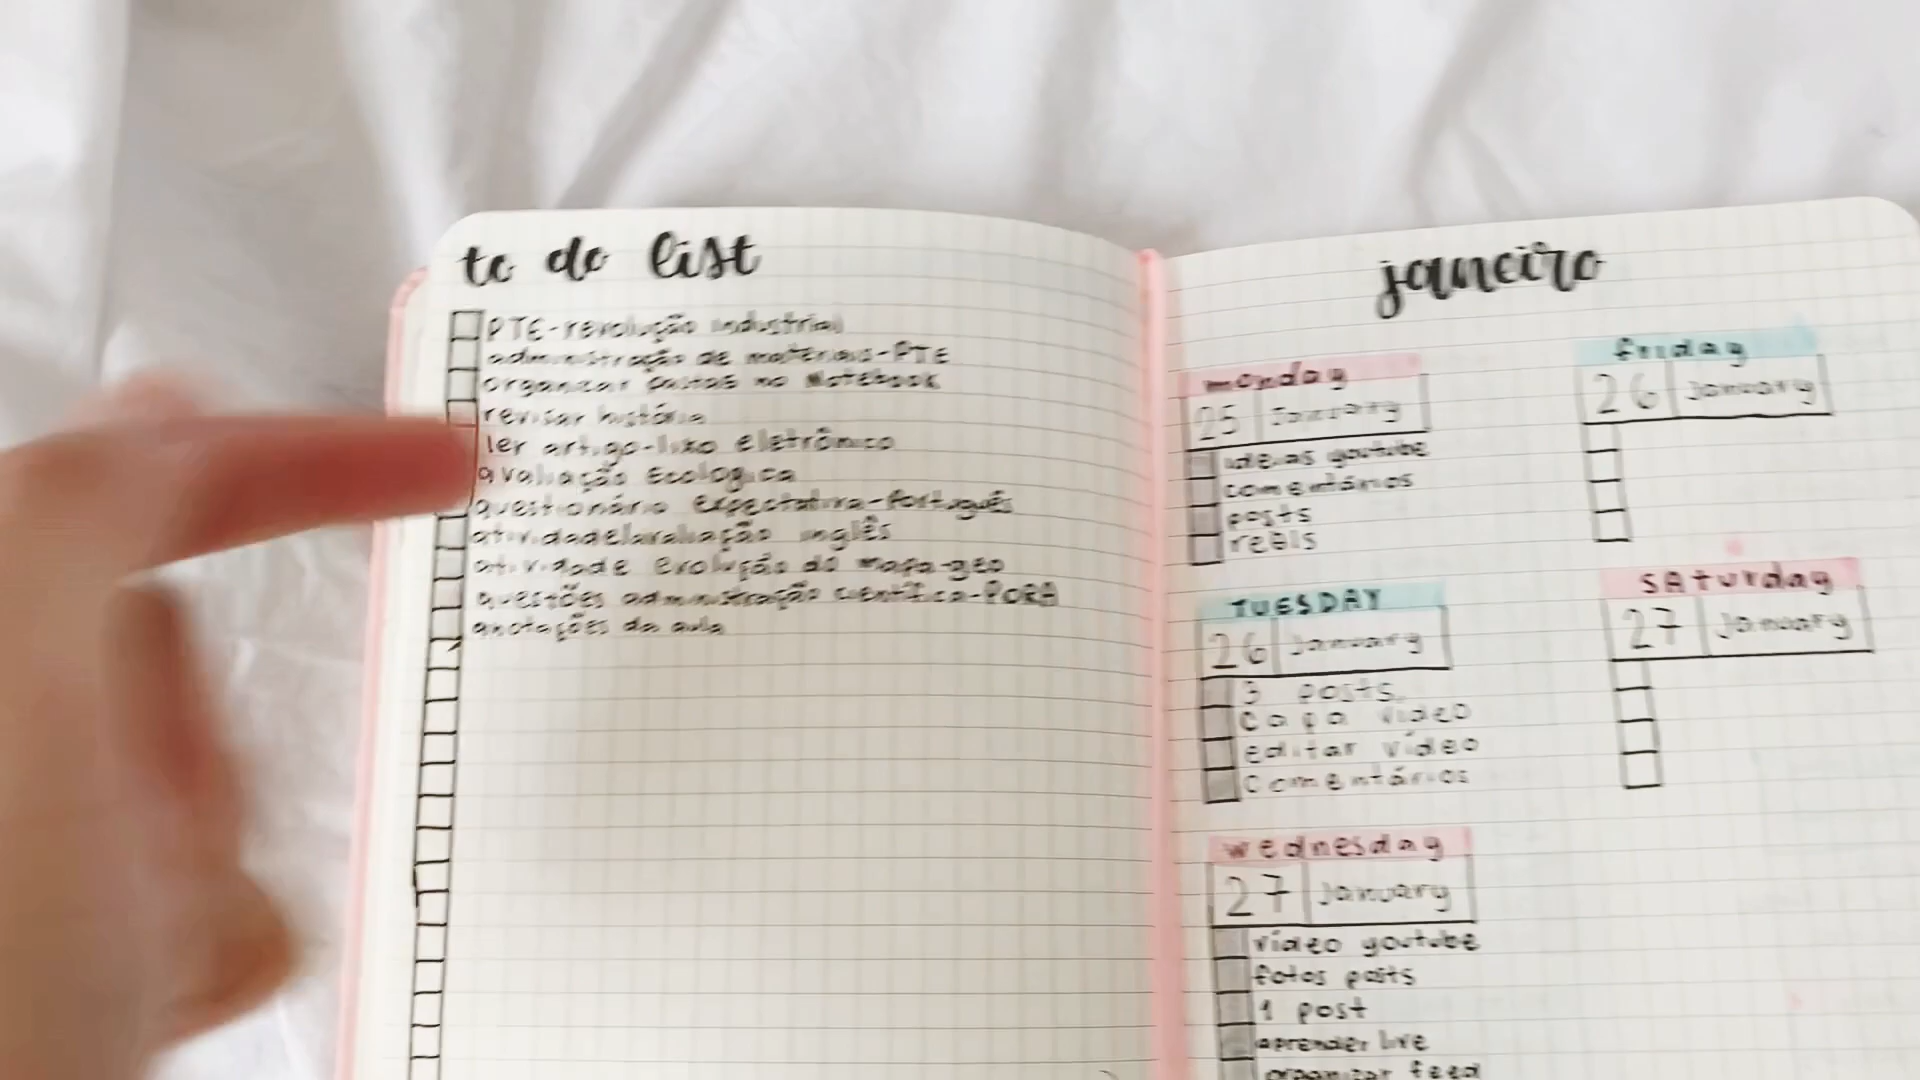 to do list
PTE-revolução industrial
administração de materiais-PTE
organizar pastas no Notebook
revisar história
ler artigo-lixo eletrônico
avaliação Ecológica
questionário Expectativa-Português
atividade/avaliação inglês
atividade Evolução do mapa-geo
questões administração científica-PORA
anotações da aula
janeiro
monday
25 January
ideias youtube
comentários
posts
reels
TUESDAY
26 January
3 posts
capa vídeo
editar vídeo
comentários
wednesday
27 January
vídeo youtube
fotos posts
1 post
aprender live
organizar feed
friday
26 January
SATurday
27 January